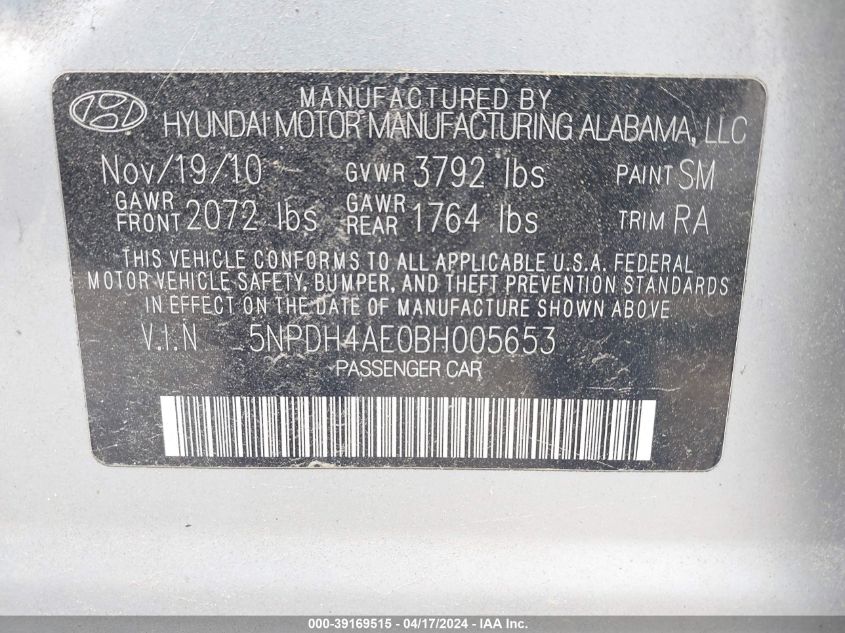 MANUFACTURED BY
HYUNDAI MOTOR MANUFACTURING ALABAMA, LLC
Nov/19/10 GVWR 3792 lbs PAINT SM
GAWR FRONT 2072 lbs GAWR REAR 1764 lbs TRIM RA
THIS VEHICLE CONFORMS TO ALL APPLICABLE U.S.A. FEDERAL
MOTOR VEHICLE SAFETY, BUMPER, AND THEFT PREVENTION STANDARDS
IN EFFECT ON THE DATE OF MANUFACTURE SHOWN ABOVE
V.I.N 5NPDH4AE0BH005653
PASSENGER CAR
000-39169515 - 04/17/2024 - IAAI.COM